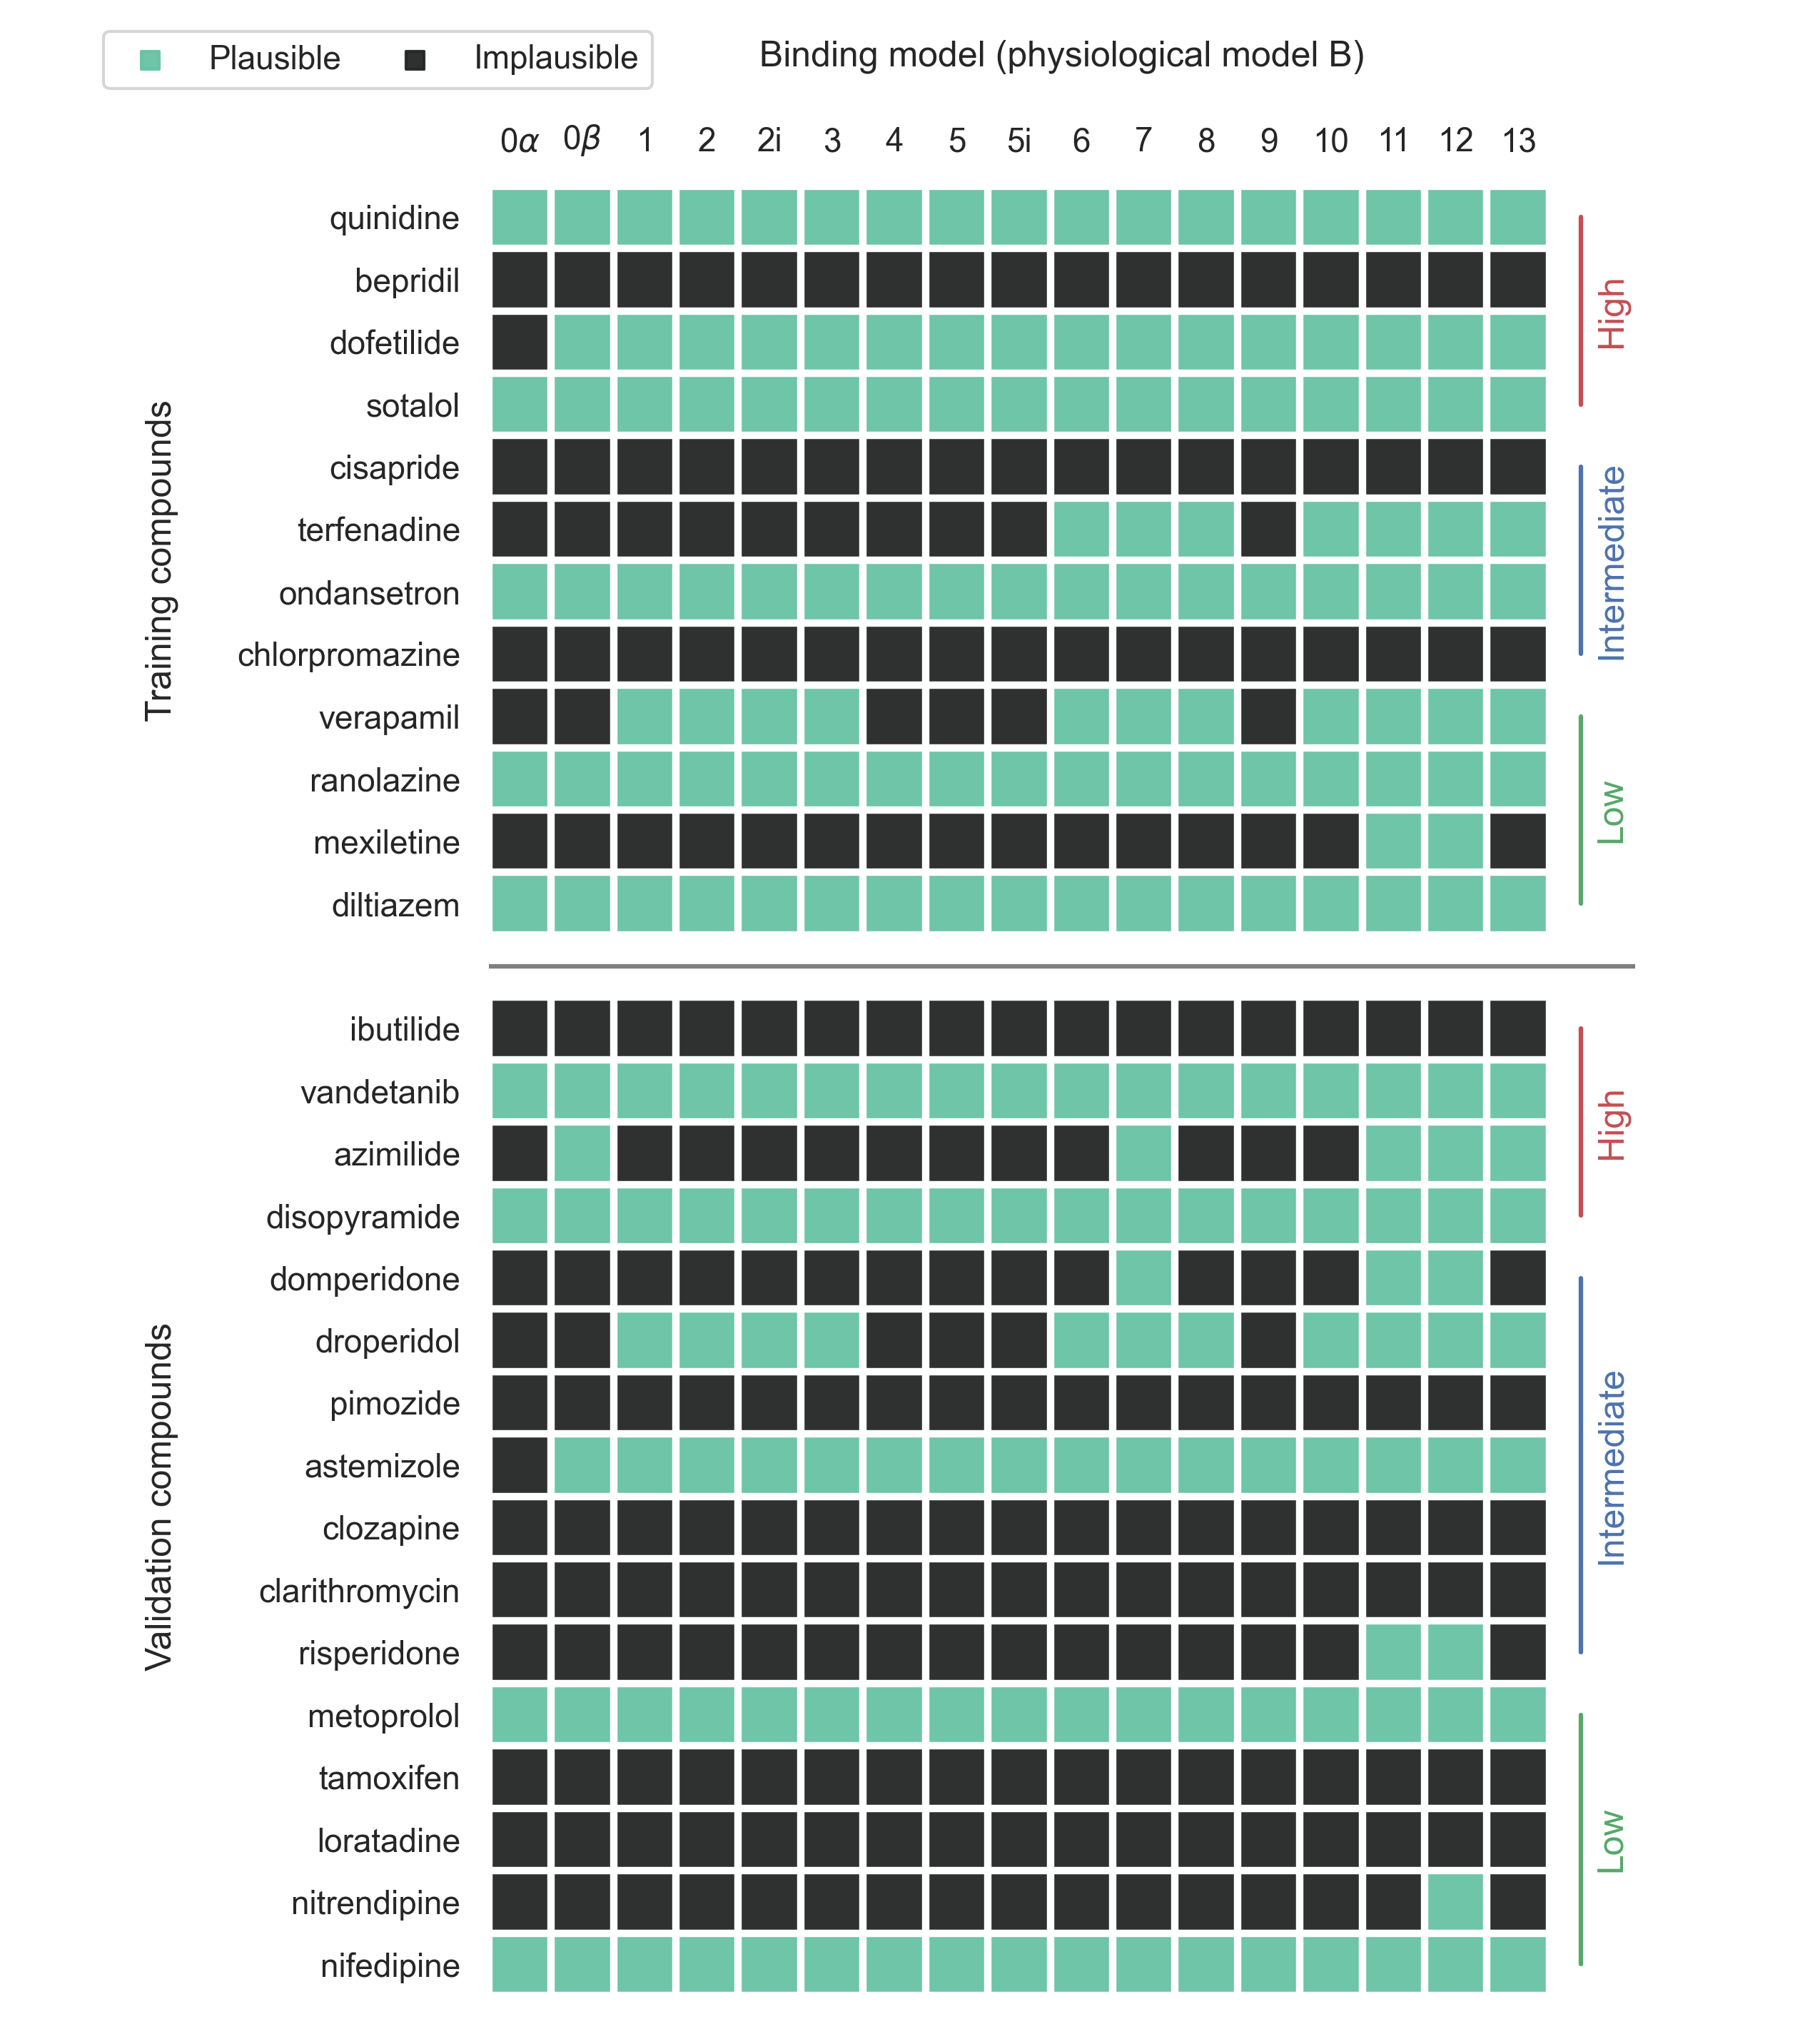 Plausible Implausible
Binding model (physiological model B)
0α 0β 1 2 2i 3 4 5 5i 6 7 8 9 10 11 12 13
Training compounds
quinidine
bepridil
dofetilide
sotalol
cisapride
terfenadine
ondansetron
chlorpromazine
verapamil
ranolazine
mexiletine
diltiazem
High
Intermediate
Low
Validation compounds
ibutilide
vandetanib
azimilide
disopyramide
domperidone
droperidol
pimozide
astemizole
clozapine
clarithromycin
risperidone
metoprolol
tamoxifen
loratadine
nitrendipine
nifedipine
High
Intermediate
Low